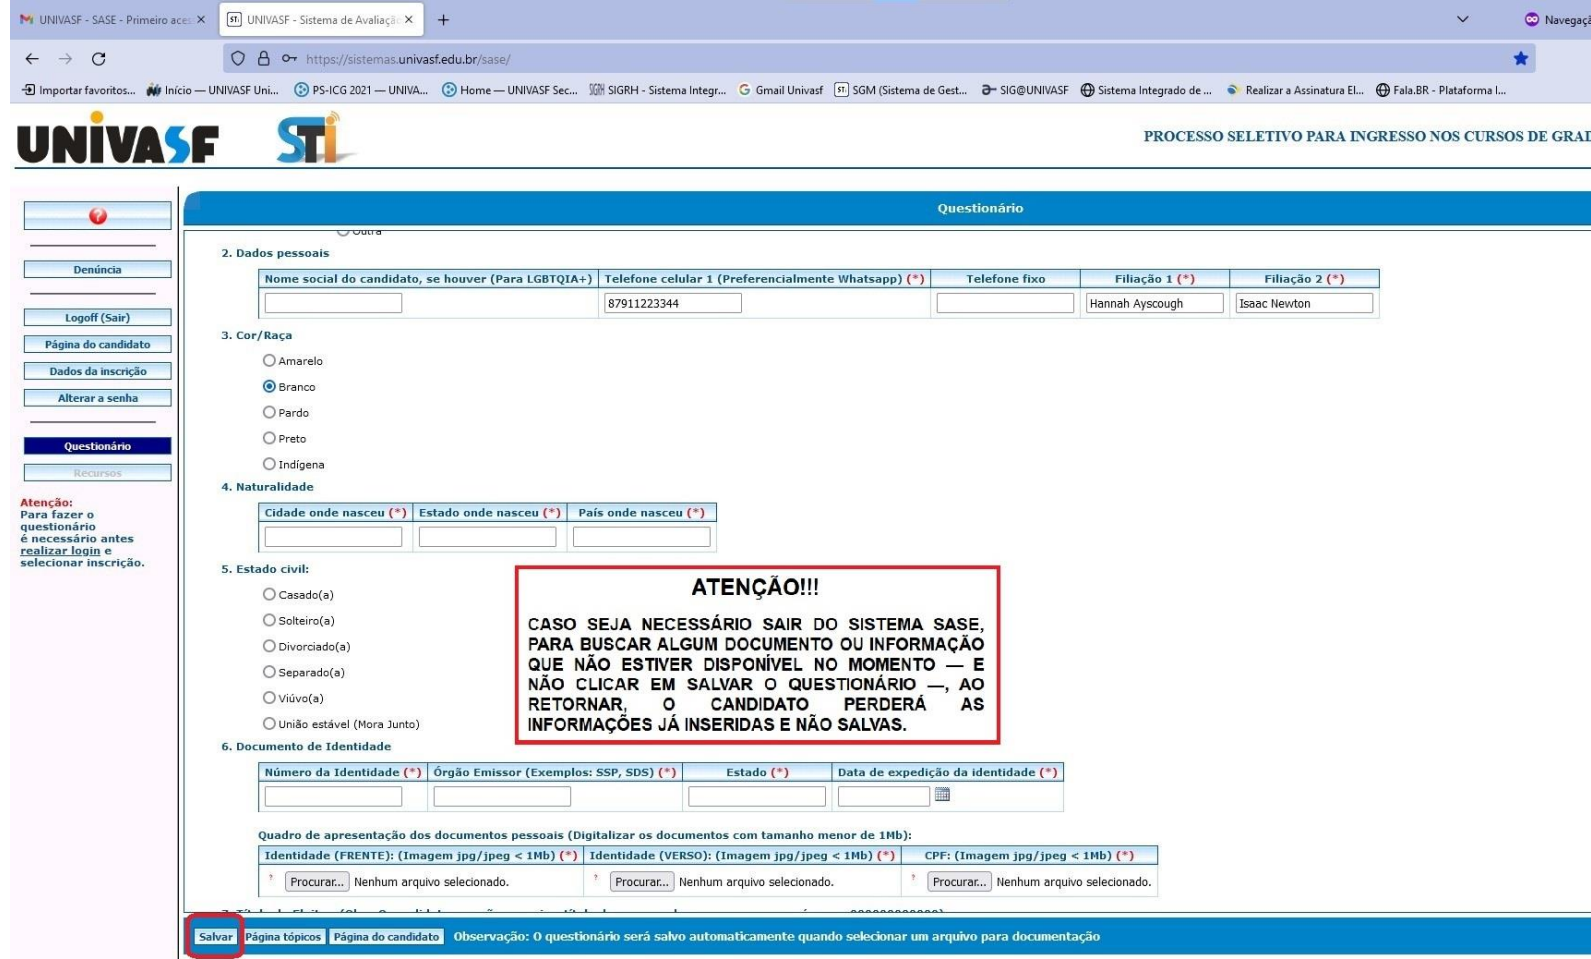 UNIVASF - SASE - Primeiro aces
UNIVASF - Sistema de Avaliaçã
Navegaçã
https://sistemas.univasf.edu.br/sase/
Importar favoritos... Início — UNIVASF Uni... PS-ICG 2021 — UNIVA... Home — UNIVASF Sec... SIGRH - Sistema Integr... Gmail Univasf SGM (Sistema de Gest... SIG@UNIVASF Sistema Integrado de ... Realizar a Assinatura El... Fala.BR - Plataforma I...
UNIVASF STI
PROCESSO SELETIVO PARA INGRESSO NOS CURSOS DE GRAD
Questionário
Denúncia
Logoff (Sair)
Página do candidato
Dados da inscrição
Alterar a senha
Questionário
Recursos
Atenção:
Para fazer o
questionário
é necessário antes
realizar login e
selecionar inscrição.
Outra
2. Dados pessoais
Nome social do candidato, se houver (Para LGBTQIA+) Telefone celular 1 (Preferencialmente Whatsapp) (*) Telefone fixo Filiação 1 (*) Filiação 2 (*)
87911223344 Hannah Ayscough Isaac Newton
3. Cor/Raça
Amarelo
Branco
Pardo
Preto
Indígena
4. Naturalidade
Cidade onde nasceu (*) Estado onde nasceu (*) País onde nasceu (*)
5. Estado civil:
Casado(a)
Solteiro(a)
Divorciado(a)
Separado(a)
Viúvo(a)
União estável (Mora Junto)
ATENÇÃO!!!
CASO SEJA NECESSÁRIO SAIR DO SISTEMA SASE,
PARA BUSCAR ALGUM DOCUMENTO OU INFORMAÇÃO
QUE NÃO ESTIVER DISPONÍVEL NO MOMENTO — E
NÃO CLICAR EM SALVAR O QUESTIONÁRIO —, AO
RETORNAR, O CANDIDATO PERDERÁ AS
INFORMAÇÕES JÁ INSERIDAS E NÃO SALVAS.
6. Documento de Identidade
Número da Identidade (*) Órgão Emissor (Exemplos: SSP, SDS) (*) Estado (*) Data de expedição da identidade (*)
Quadro de apresentação dos documentos pessoais (Digitalizar os documentos com tamanho menor de 1Mb):
Identidade (FRENTE): (Imagem jpg/jpeg < 1Mb) (*) Identidade (VERSO): (Imagem jpg/jpeg < 1Mb) (*) CPF: (Imagem jpg/jpeg < 1Mb) (*)
? Procurar... Nenhum arquivo selecionado. ? Procurar... Nenhum arquivo selecionado. ? Procurar... Nenhum arquivo selecionado.
Salvar Página tópicos Página do candidato Observação: O questionário será salvo automaticamente quando selecionar um arquivo para documentação